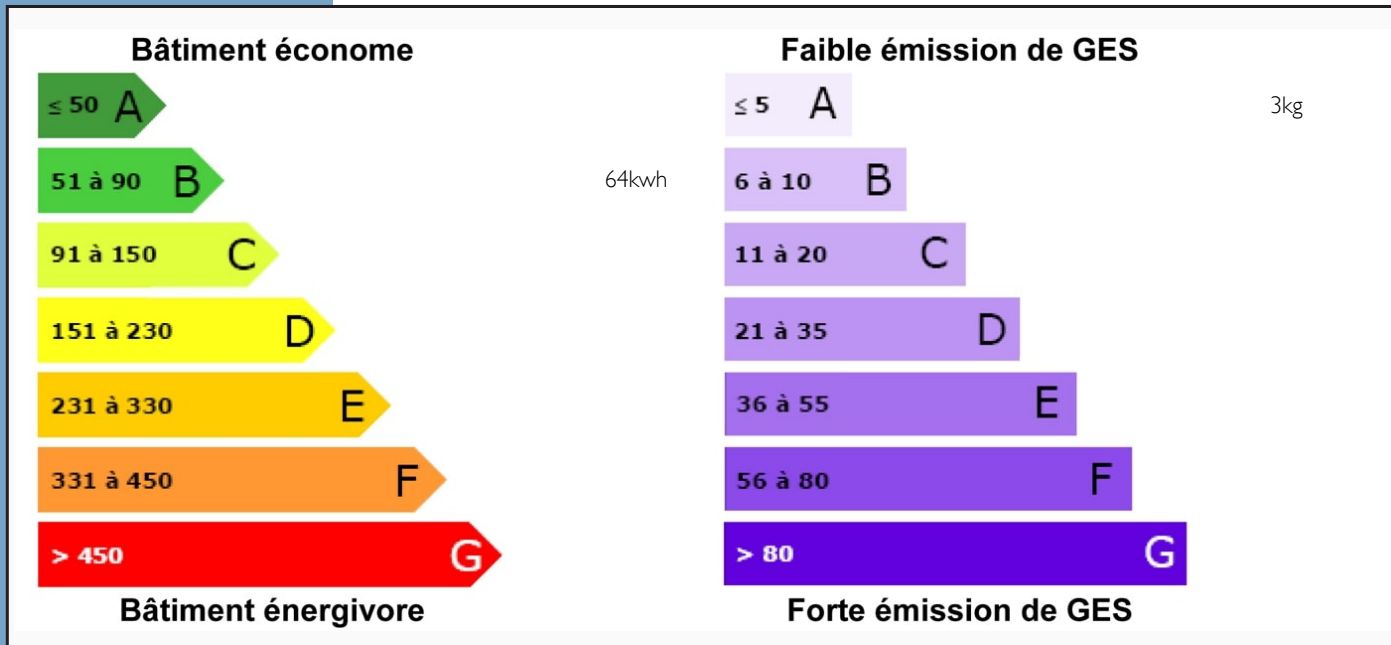 Bâtiment économe
≤ 50 A
51 à 90 B
64kwh
91 à 150 C
151 à 230 D
231 à 330 E
331 à 450 F
> 450 G
Bâtiment énergivore
Faible émission de GES
≤ 5 A
3kg
6 à 10 B
11 à 20 C
21 à 35 D
36 à 55 E
56 à 80 F
> 80 G
Forte émission de GES